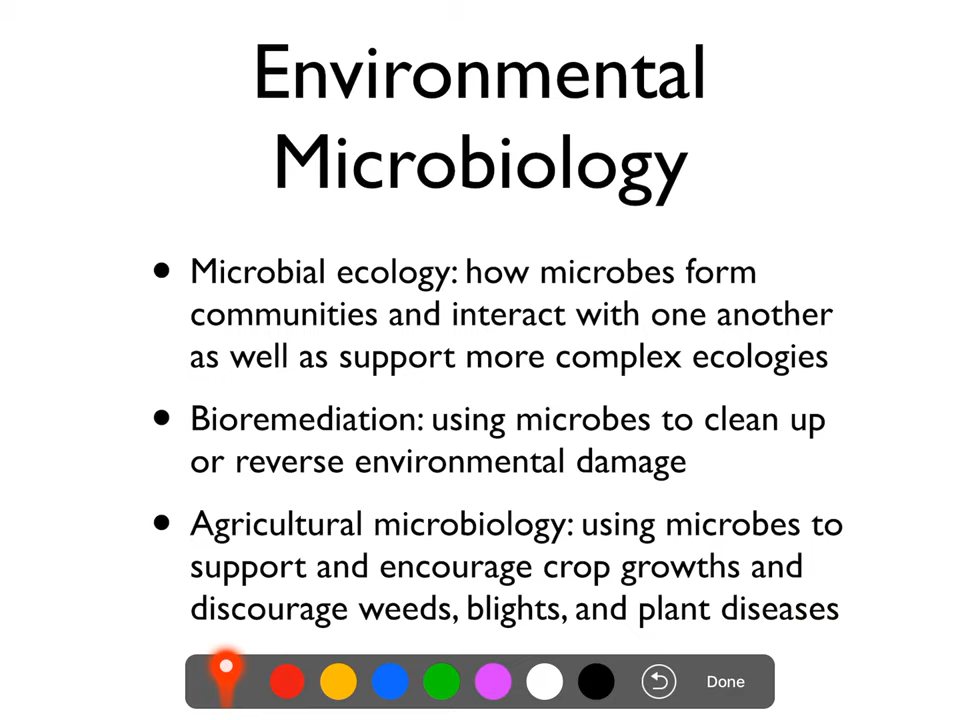 Environmental
Microbiology
• Microbial ecology: how microbes form
communities and interact with one another
as well as support more complex ecologies
• Bioremediation: using microbes to clean up
or reverse environmental damage
• Agricultural microbiology: using microbes to
support and encourage crop growths and
discourage weeds, blights, and plant diseases
Done